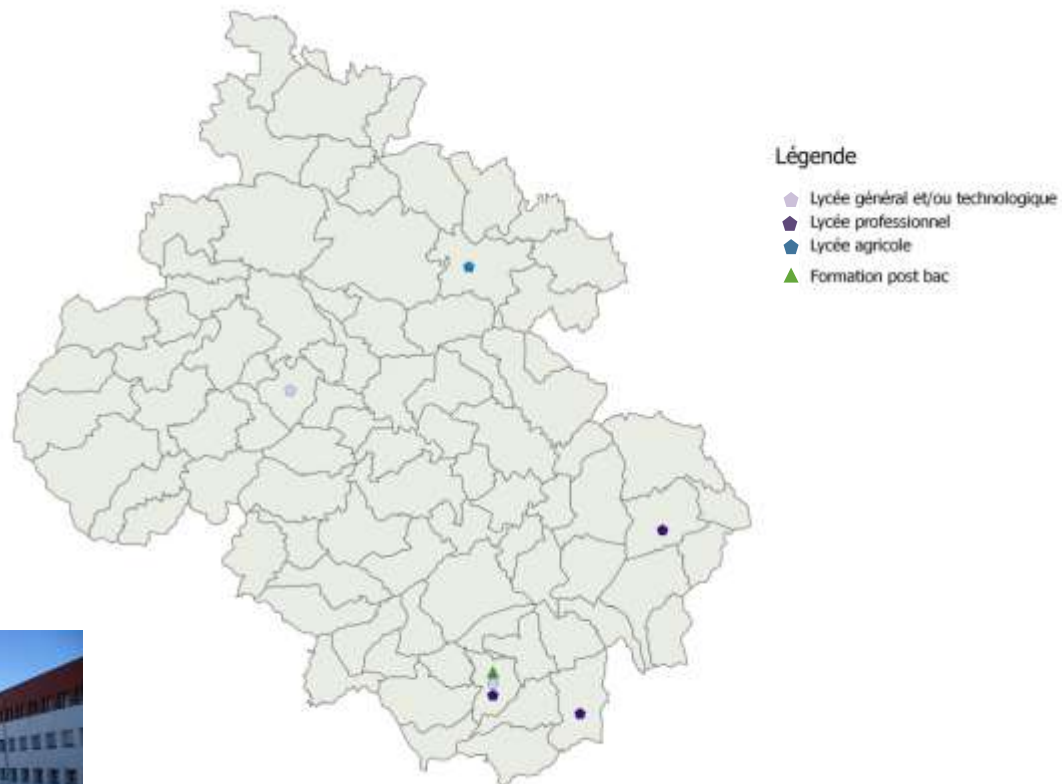 Légende
Lycée général et/ou technologique
Lycée professionnel
Lycée agricole
Formation post bac